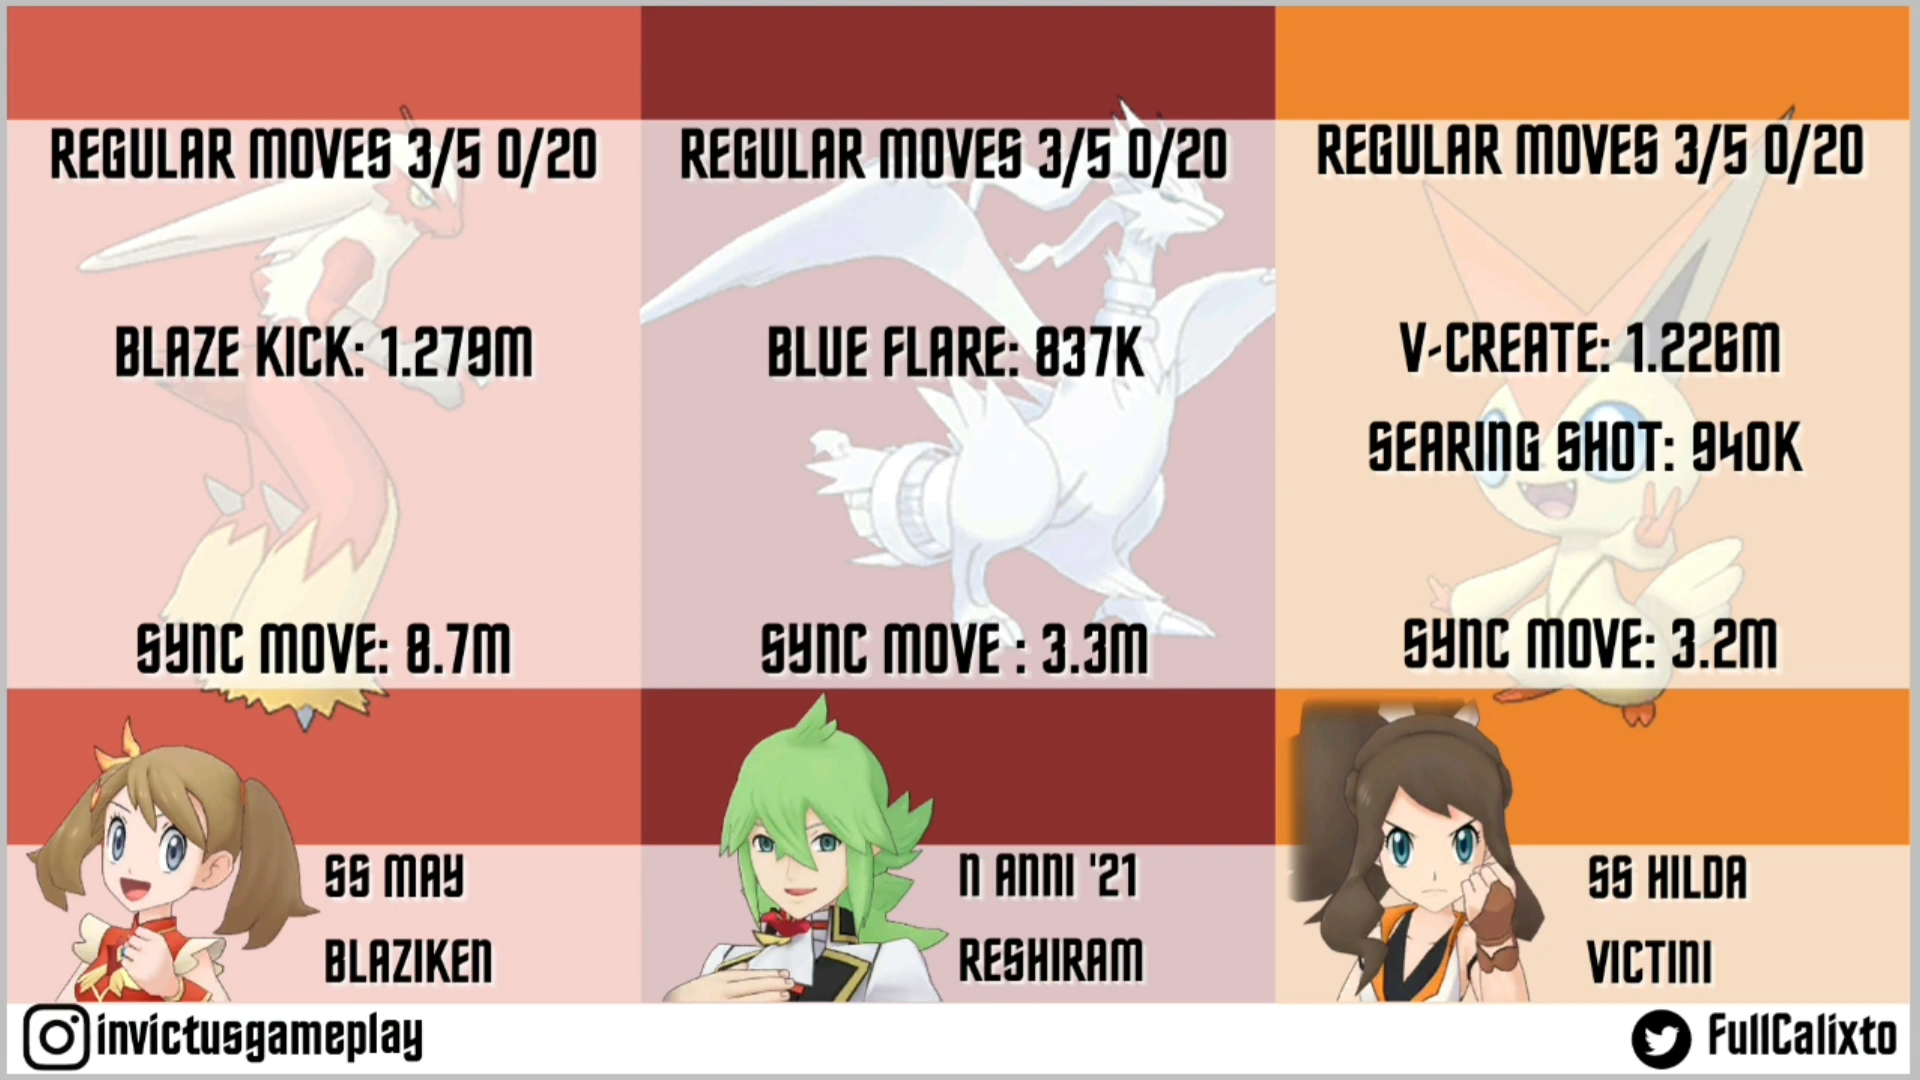 REGULAR MOVES 3/5 0/20
BLAZE KICK: 1.279M
SYNC MOVE: 8.7M
SS MAY
BLAZIKEN
REGULAR MOVES 3/5 0/20
BLUE FLARE: 837K
SYNC MOVE : 3.3M
N ANNI '21
RESHIRAM
REGULAR MOVES 3/5 0/20
V-CREATE: 1.226M
SEARING SHOT: 940K
SYNC MOVE: 3.2M
SS HILDA
VICTINI
invictusgameplay
FullCalixto